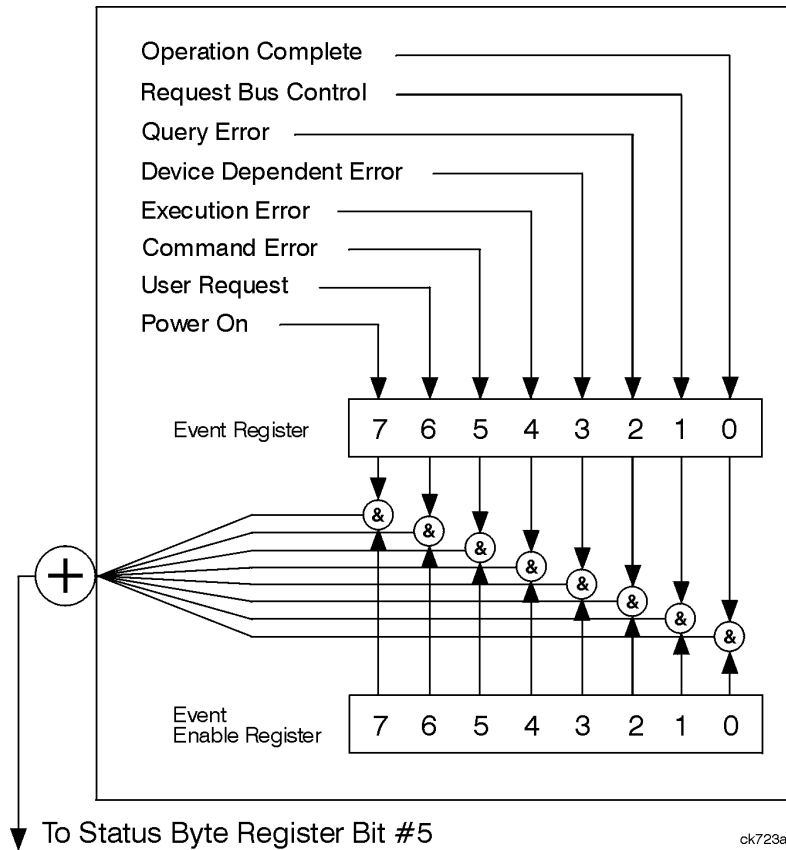 Operation Complete
Request Bus Control
Query Error
Device Dependent Error
Execution Error
Command Error
User Request
Power On
Event Register 7 6 5 4 3 2 1 0
&
&
&
&
&
&
&
&
+
Event
Enable Register 7 6 5 4 3 2 1 0
To Status Byte Register Bit #5
ck723a